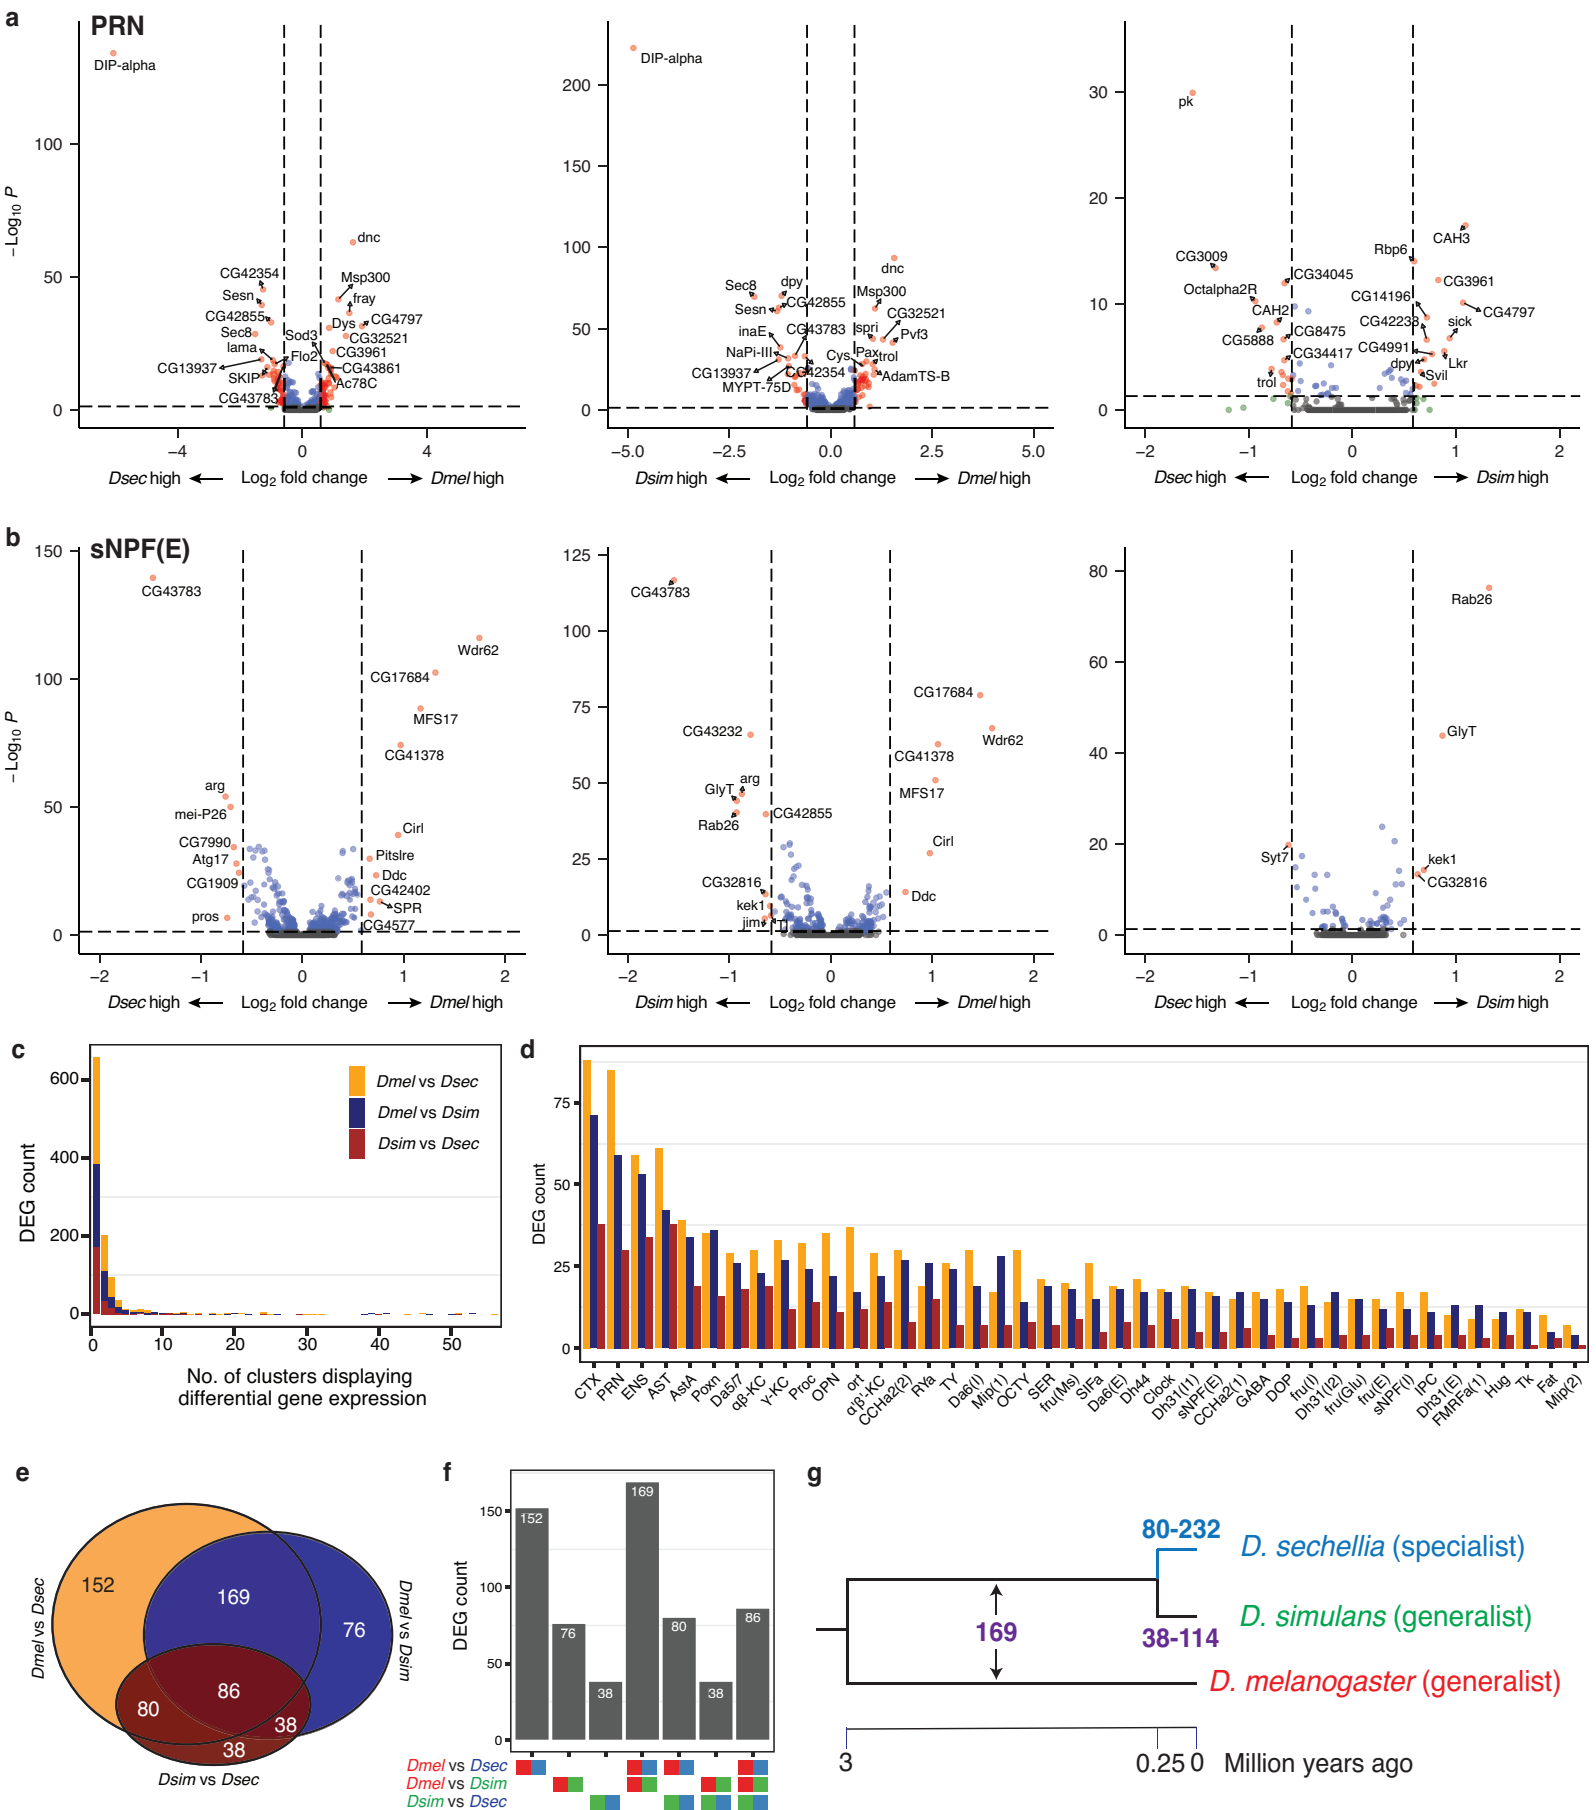 a
PRN
−Log10 P
100
50
0
DIP-alpha
dnc
CG42354
Msp300
Sesn
fray
CG42855
Dys
CG4797
Sec8
Sod3
CG32521
lama
Flo2
CG3961
CG13937
CG43861
SKIP
Ac78C
CG43783
−4
0
4
Dsec high
Log2 fold change
Dmel high
200
150
100
50
0
DIP-alpha
dnc
Sec8
dpy
Msp300
Sesn
CG42855
CG32521
inaE
CG43783
spri
Pvf3
NaPi-III
Cys
Pax
trol
CG13937
CG42354
AdamTS-B
MYPT-75D
−5.0
−2.5
0.0
2.5
5.0
Dsim high
Log2 fold change
Dmel high
30
20
10
0
pk
CAH3
Rbp6
CG3009
CG34045
CG3961
Octalpha2R
CG14196
CG4797
CAH2
CG42238
sick
CG8475
CG5888
CG4991
CG34417
dpy
Lkr
trol
Svil
−2
−1
0
1
2
Dsec high
Log2 fold change
Dsim high
b
sNPF(E)
−Log10 P
150
100
50
0
CG43783
Wdr62
CG17684
MFS17
CG41378
arg
mei-P26
Cirl
CG7990
Pitslre
Atg17
Ddc
CG1909
CG42402
SPR
pros
CG4577
−2
−1
0
1
2
Dsec high
Log2 fold change
Dmel high
125
100
75
50
25
0
CG43783
CG17684
CG43232
Wdr62
CG41378
arg
GlyT
MFS17
Rab26
CG42855
Cirl
CG32816
Ddc
kek1
jim
−2
−1
0
1
2
Dsim high
Log2 fold change
Dmel high
80
60
40
20
0
Rab26
GlyT
Syt7
kek1
CG32816
−2
−1
0
1
2
Dsec high
Log2 fold change
Dsim high
c
DEG count
600
400
200
0
Dmel vs Dsec
Dmel vs Dsim
Dsim vs Dsec
0
10
20
30
40
50
No. of clusters displaying
differential gene expression
d
DEG count
75
50
25
0
CTX
PRN
ENS
AST
AstA
Poxn
Da5/7
αβ-KC
γ-KC
Proc
OPN
ort
α'β'-KC
CCHa2(2)
RYa
TY
Da6(I)
Mip(1)
OCTY
SER
fru(Ms)
SIFa
Da6(E)
Dh44
Clock
Dh31(I1)
sNPF(E)
CCHa2(1)
GABA
DOP
fru(I)
Dh31(I2)
fru(Glu)
fru(E)
sNPF(I)
IPC
Dh31(E)
FMRFa(1)
Hug
Tk
Fat
Mip(2)
e
Dmel vs Dsec
Dmel vs Dsim
152
169
76
86
80
38
38
Dsim vs Dsec
f
DEG count
150
100
50
0
152
76
38
169
80
38
86
Dmel vs Dsec
Dmel vs Dsim
Dsim vs Dsec
g
80-232
D. sechellia (specialist)
D. simulans (generalist)
169
38-114
D. melanogaster (generalist)
3
0.25
0
Million years ago